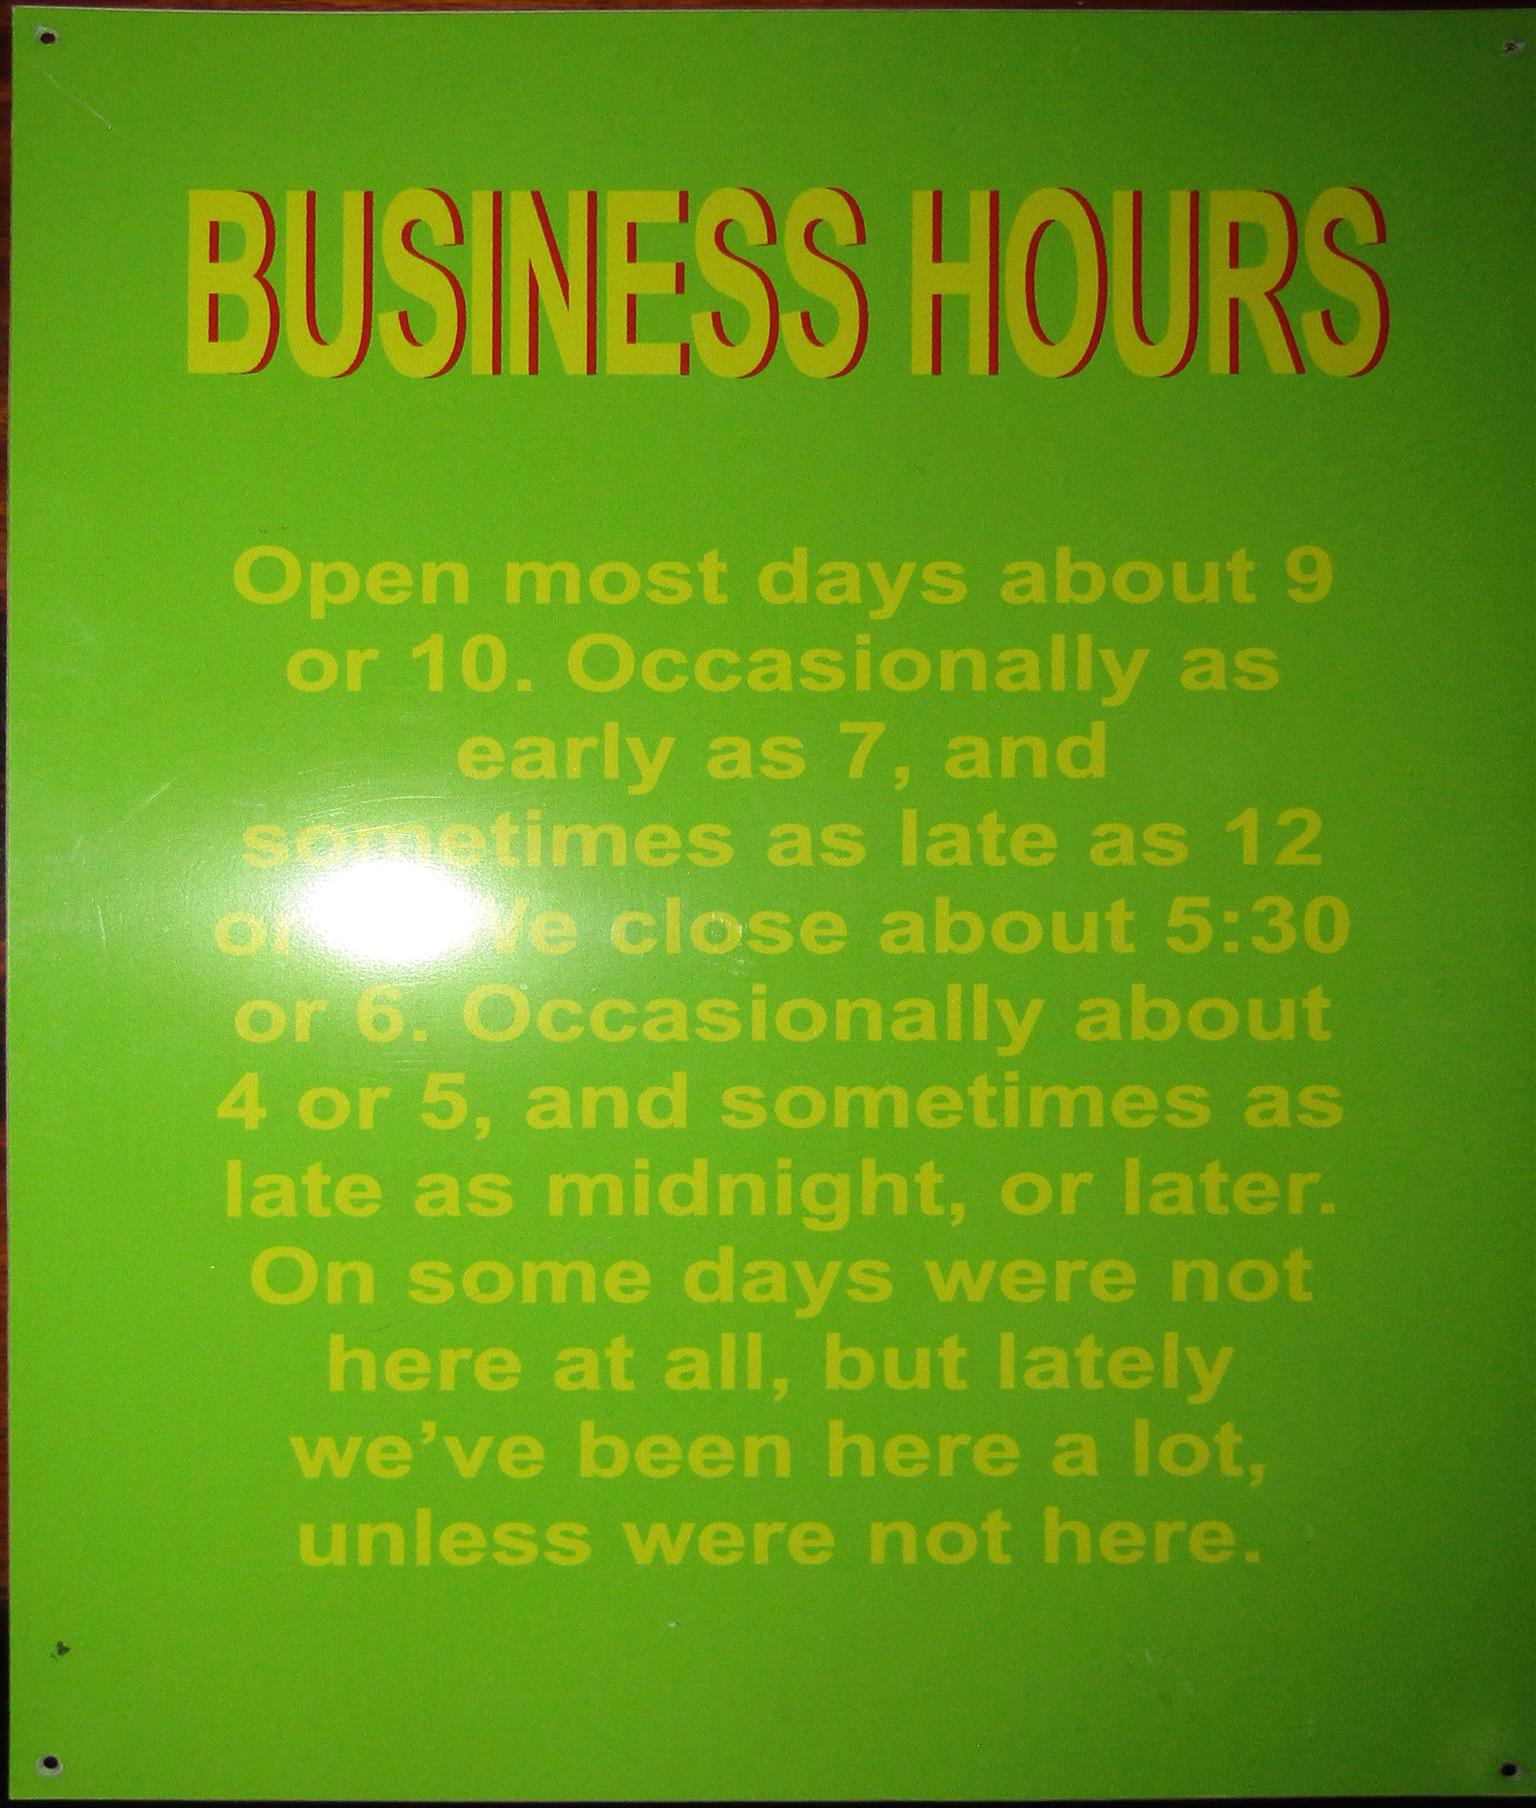 BUSINESS HOURS
Open most days about 9
or 10. Occasionally as
early as 7, and
sometimes as late as 12
or We close about 5:30
or 6. Occasionally about
4 or 5, and sometimes as
late as midnight, or later.
On some days were not
here at all, but lately
we’ve been here a lot,
unless were not here.